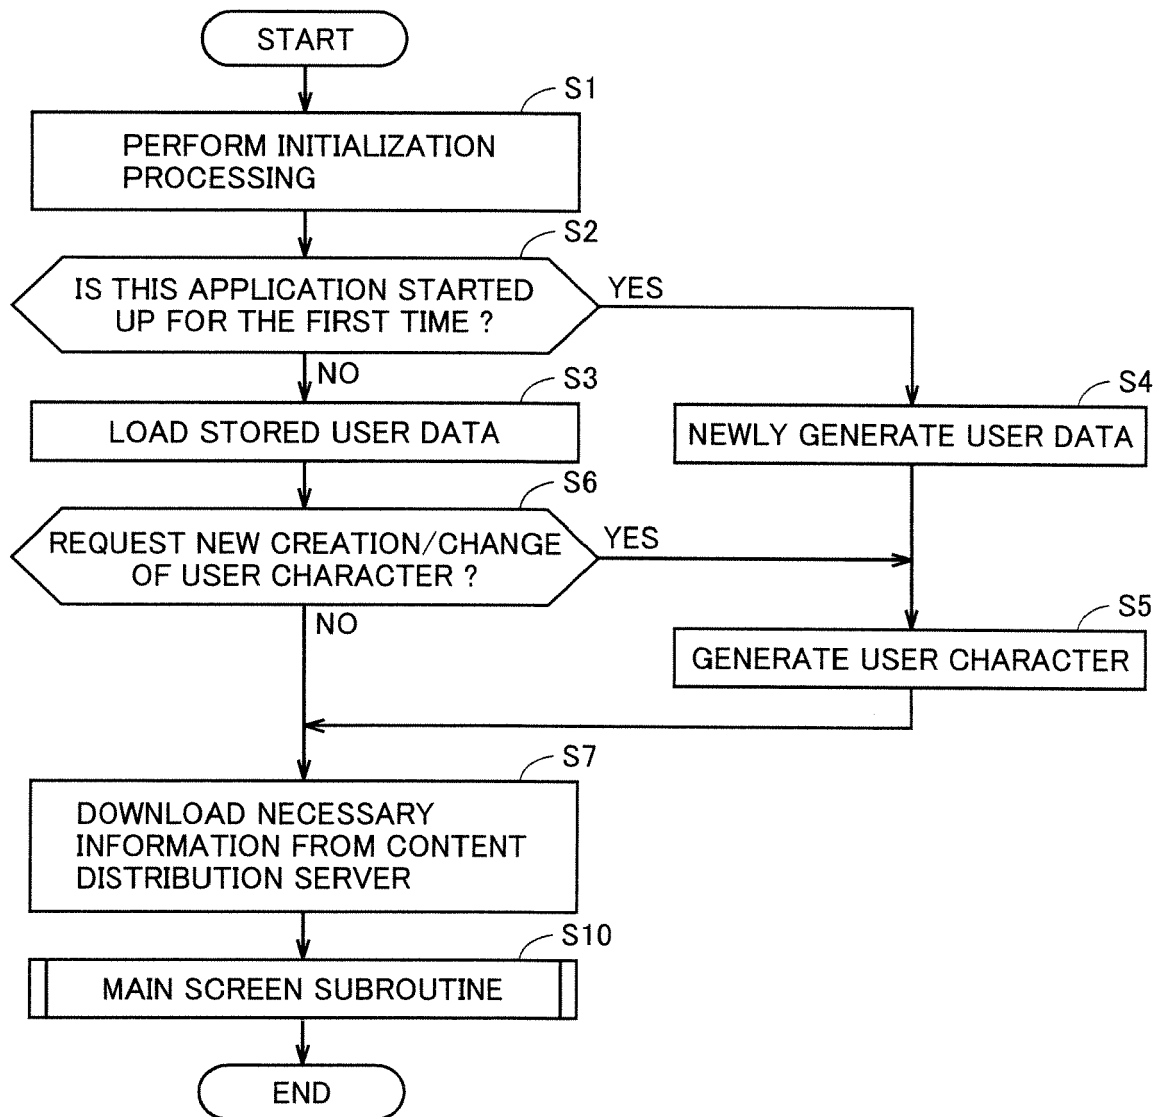 START
S1
PERFORM INITIALIZATION
PROCESSING
S2
IS THIS APPLICATION STARTED
UP FOR THE FIRST TIME ?
YES
NO
S3
LOAD STORED USER DATA
S4
NEWLY GENERATE USER DATA
S6
REQUEST NEW CREATION/CHANGE
OF USER CHARACTER ?
YES
NO
S5
GENERATE USER CHARACTER
S7
DOWNLOAD NECESSARY
INFORMATION FROM CONTENT
DISTRIBUTION SERVER
S10
MAIN SCREEN SUBROUTINE
END